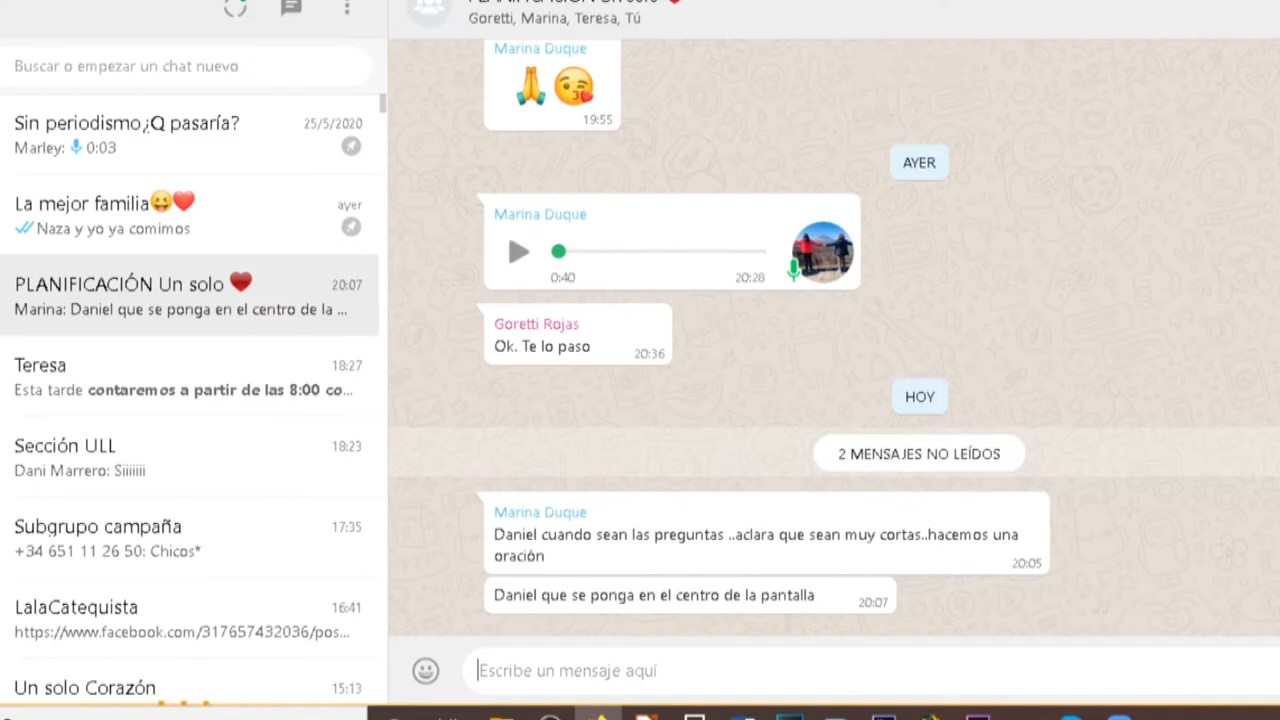 Buscar o empezar un chat nuevo
Sin periodismo¿Q pasaría?
25/5/2020
Marley: 0:03
La mejor familia😝❤️
ayer
Naza y yo ya comimos
PLANIFICACIÓN Un solo ❤️
20:07
Marina: Daniel que se ponga en el centro de la ...
Teresa
18:27
Esta tarde contaremos a partir de las 8:00 co...
Sección ULL
18:23
Dani Marrero: Siiiiiii
Subgrupo campaña
17:35
+34 651 11 26 50: Chicos*
LalaCatequista
16:41
https://www.facebook.com/317657432036/pos...
Un solo Corazón
15:13
Goretti, Marina, Teresa, Tú
Marina Duque
🙏😘
19:55
AYER
Marina Duque
0:40
20:28
Goretti Rojas
Ok. Te lo paso
20:36
HOY
2 MENSAJES NO LEÍDOS
Marina Duque
Daniel cuando sean las preguntas ..aclara que sean muy cortas..hacemos una
oración
20:05
Daniel que se ponga en el centro de la pantalla
20:07
Escribe un mensaje aquí